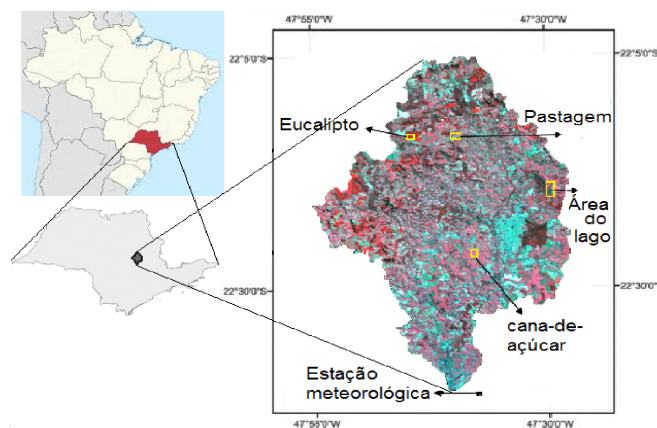 47°55'0"W
47°30'0"W
22°5'0"S
22°5'0"S
Eucalipto
Pastagem
Área
do
lago
22°30'0"S
22°30'0"S
cana-de-
açúcar
Estação
meteorológica
47°55'0"W
47°30'0"W